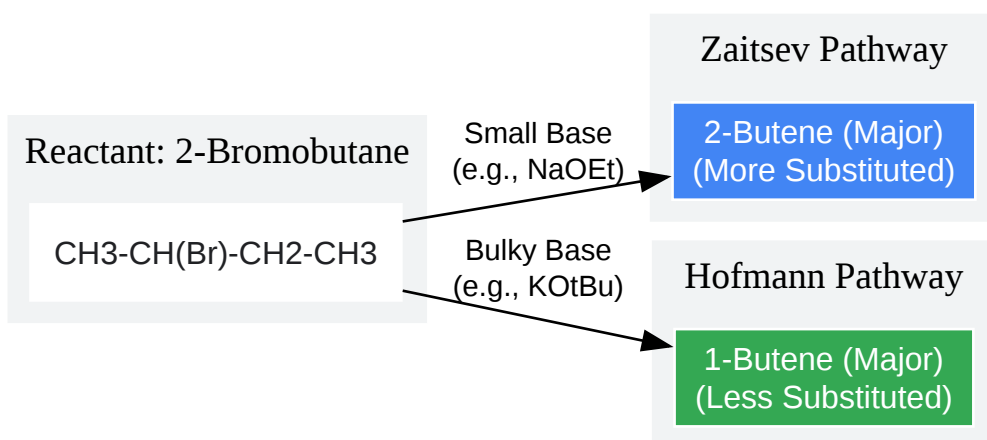 Reactant: 2-Bromobutane
CH3-CH(Br)-CH2-CH3
Small Base
(e.g., NaOEt)
Bulky Base
(e.g., KOtBu)
Zaitsev Pathway
2-Butene (Major)
(More Substituted)
Hofmann Pathway
1-Butene (Major)
(Less Substituted)